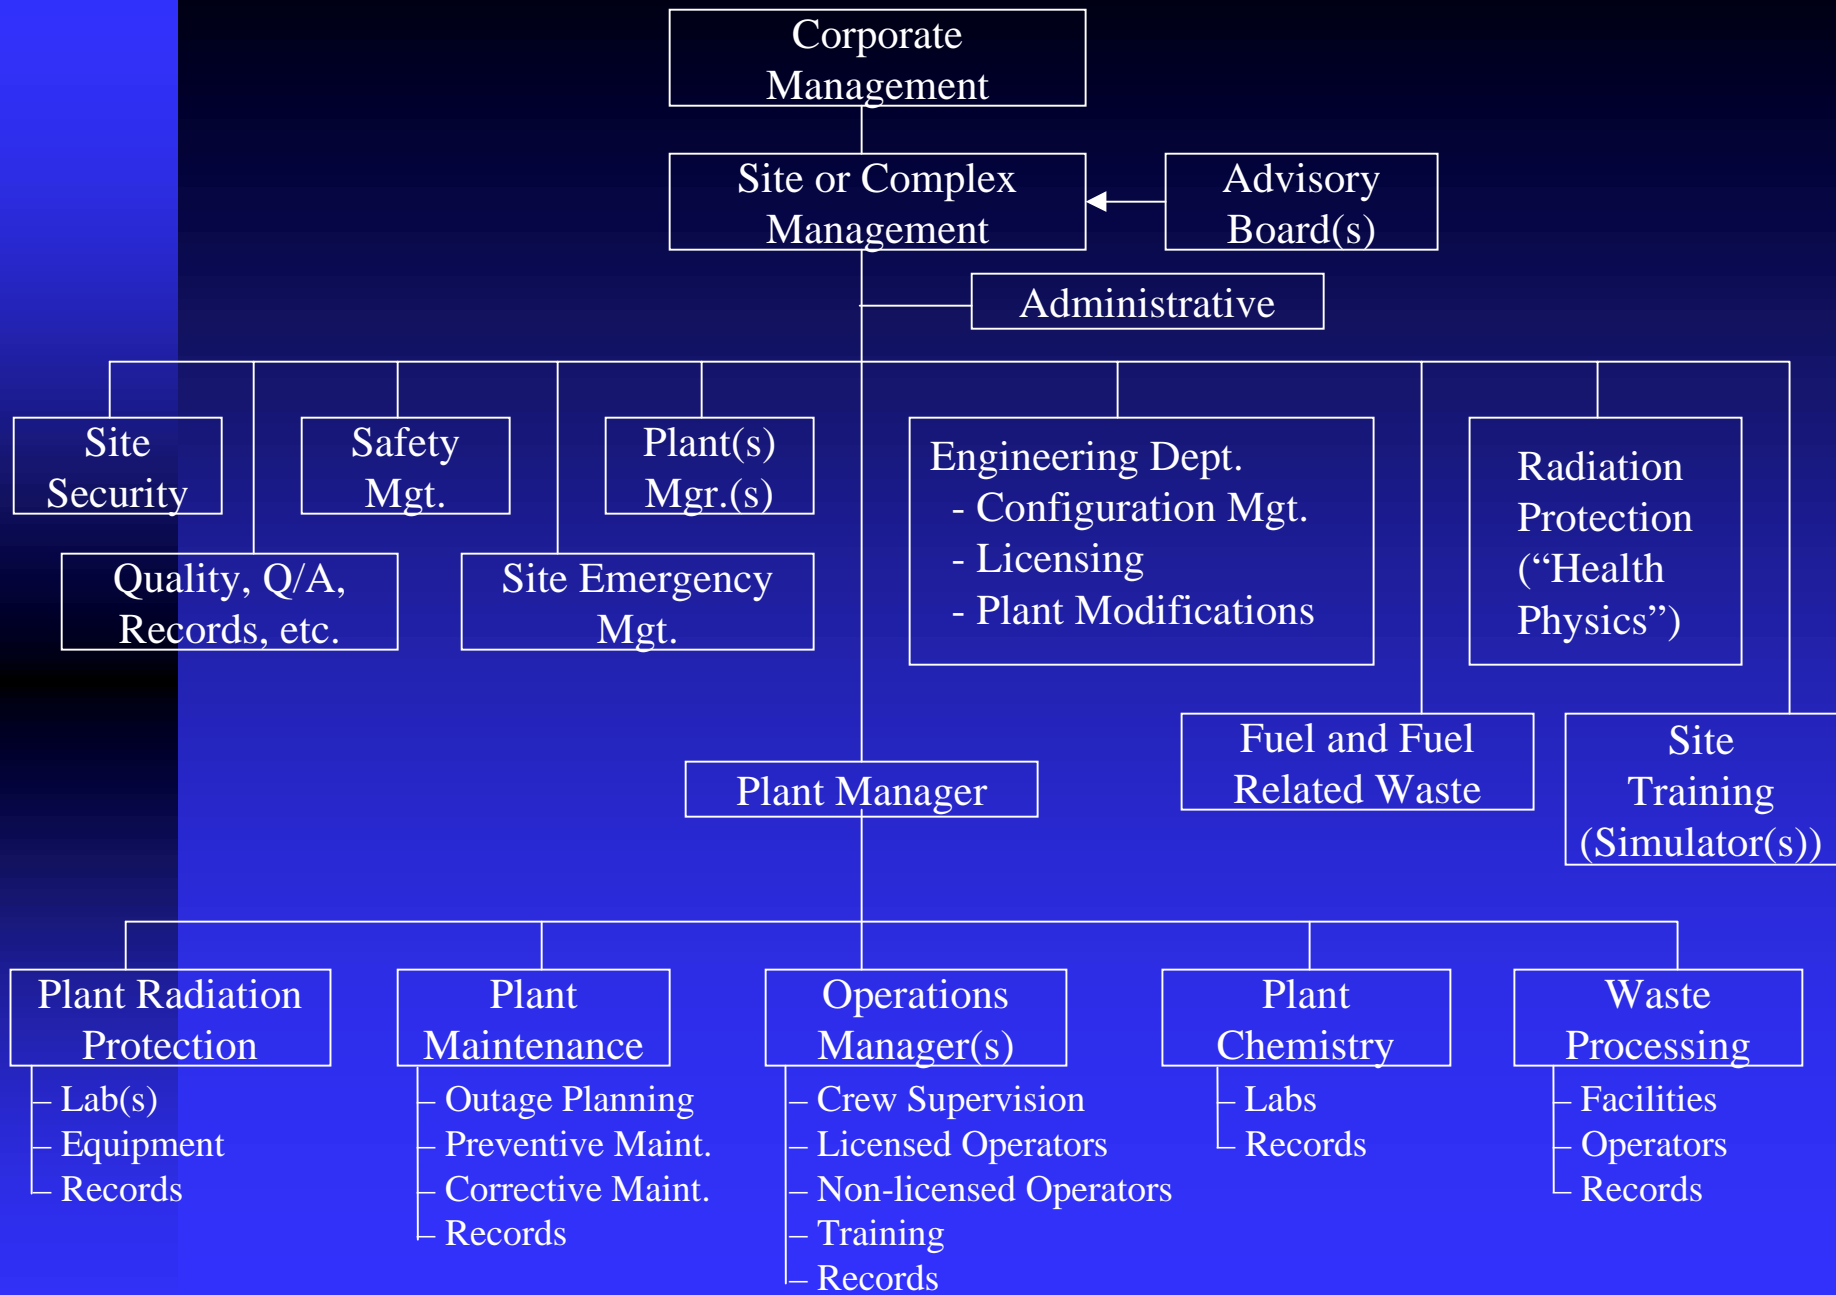 Corporate
Management
Site or Complex
Management
Advisory
Board(s)
Administrative
Site
Security
Safety
Mgt.
Plant(s)
Mgr.(s)
Engineering Dept.
- Configuration Mgt.
- Licensing
- Plant Modifications
Radiation
Protection
(“Health
Physics”)
Quality, Q/A,
Records, etc.
Site Emergency
Mgt.
Fuel and Fuel
Related Waste
Site
Training
(Simulator(s))
Plant Manager
Plant Radiation
Protection
– Lab(s)
– Equipment
– Records
Plant
Maintenance
– Outage Planning
– Preventive Maint.
– Corrective Maint.
– Records
Operations
Manager(s)
– Crew Supervision
– Licensed Operators
– Non-licensed Operators
– Training
– Records
Plant
Chemistry
– Labs
– Records
Waste
Processing
– Facilities
– Operators
– Records